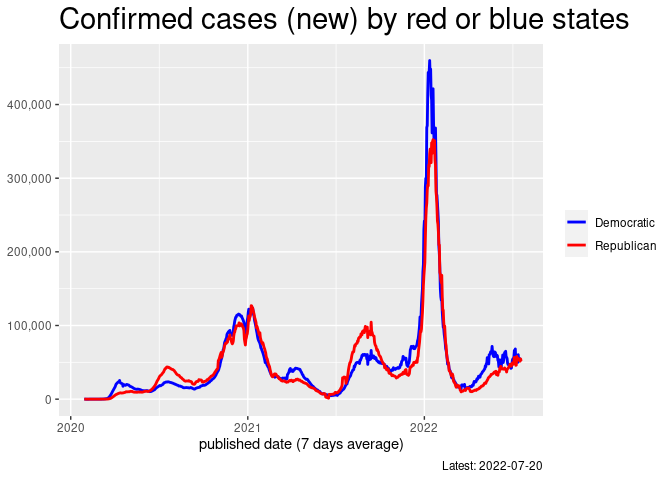 Confirmed cases (new) by red or blue states
400,000
300,000
200,000
100,000
0
2020
2021
2022
published date (7 days average)
Democratic
Republican
Latest: 2022-07-20